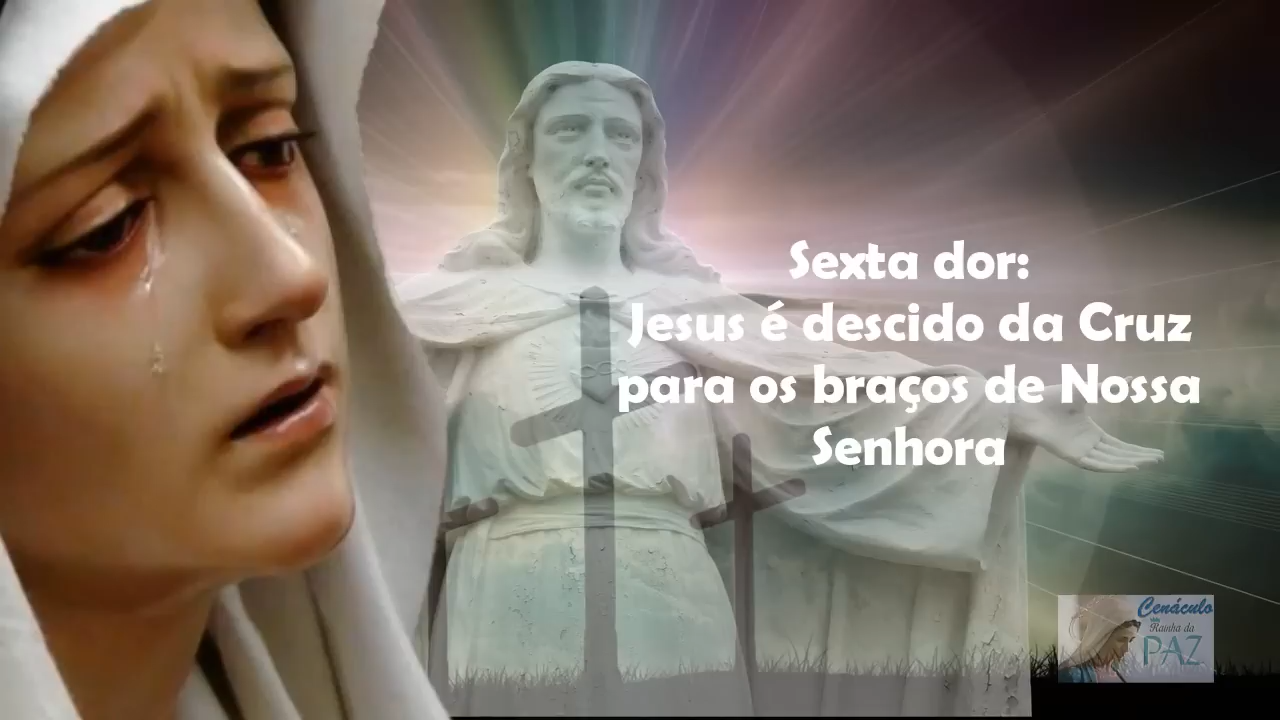 Sexta dor:
Jesus é descido da Cruz
para os braços de Nossa
Senhora
Cenáculo
Rainha da
PAZ